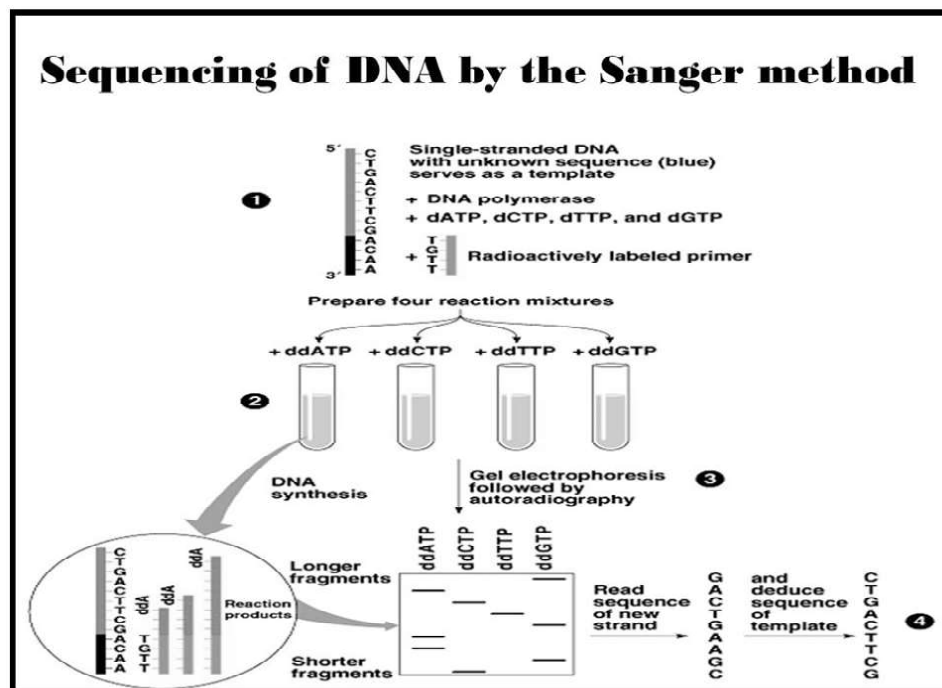 Sequencing of DNA by the Sanger method
5'
C
T
G
A
C
T
T
C
G
A
C
A
A
3'
Single-stranded DNA
with unknown sequence (blue)
serves as a template
+ DNA polymerase
+ dATP, dCTP, dTTP, and dGTP
1
+
T
G
T
T
Radioactively labeled primer
Prepare four reaction mixtures
+ ddATP + ddCTP + ddTTP + ddGTP
2
DNA
synthesis
Gel electrophoresis
followed by
autoradiography
3
ddATP
ddCTP
ddTTP
ddGTP
C
T
G
A
C
T
T
C
G
A
C
A
A
T
G
T
T
ddA
ddA
ddA
Reaction
products
Longer
fragments
Shorter
fragments
Read
sequence
of new
strand
G
A
C
T
G
A
A
G
C
and
deduce
sequence
of
template
C
T
G
A
C
T
T
C
G
4